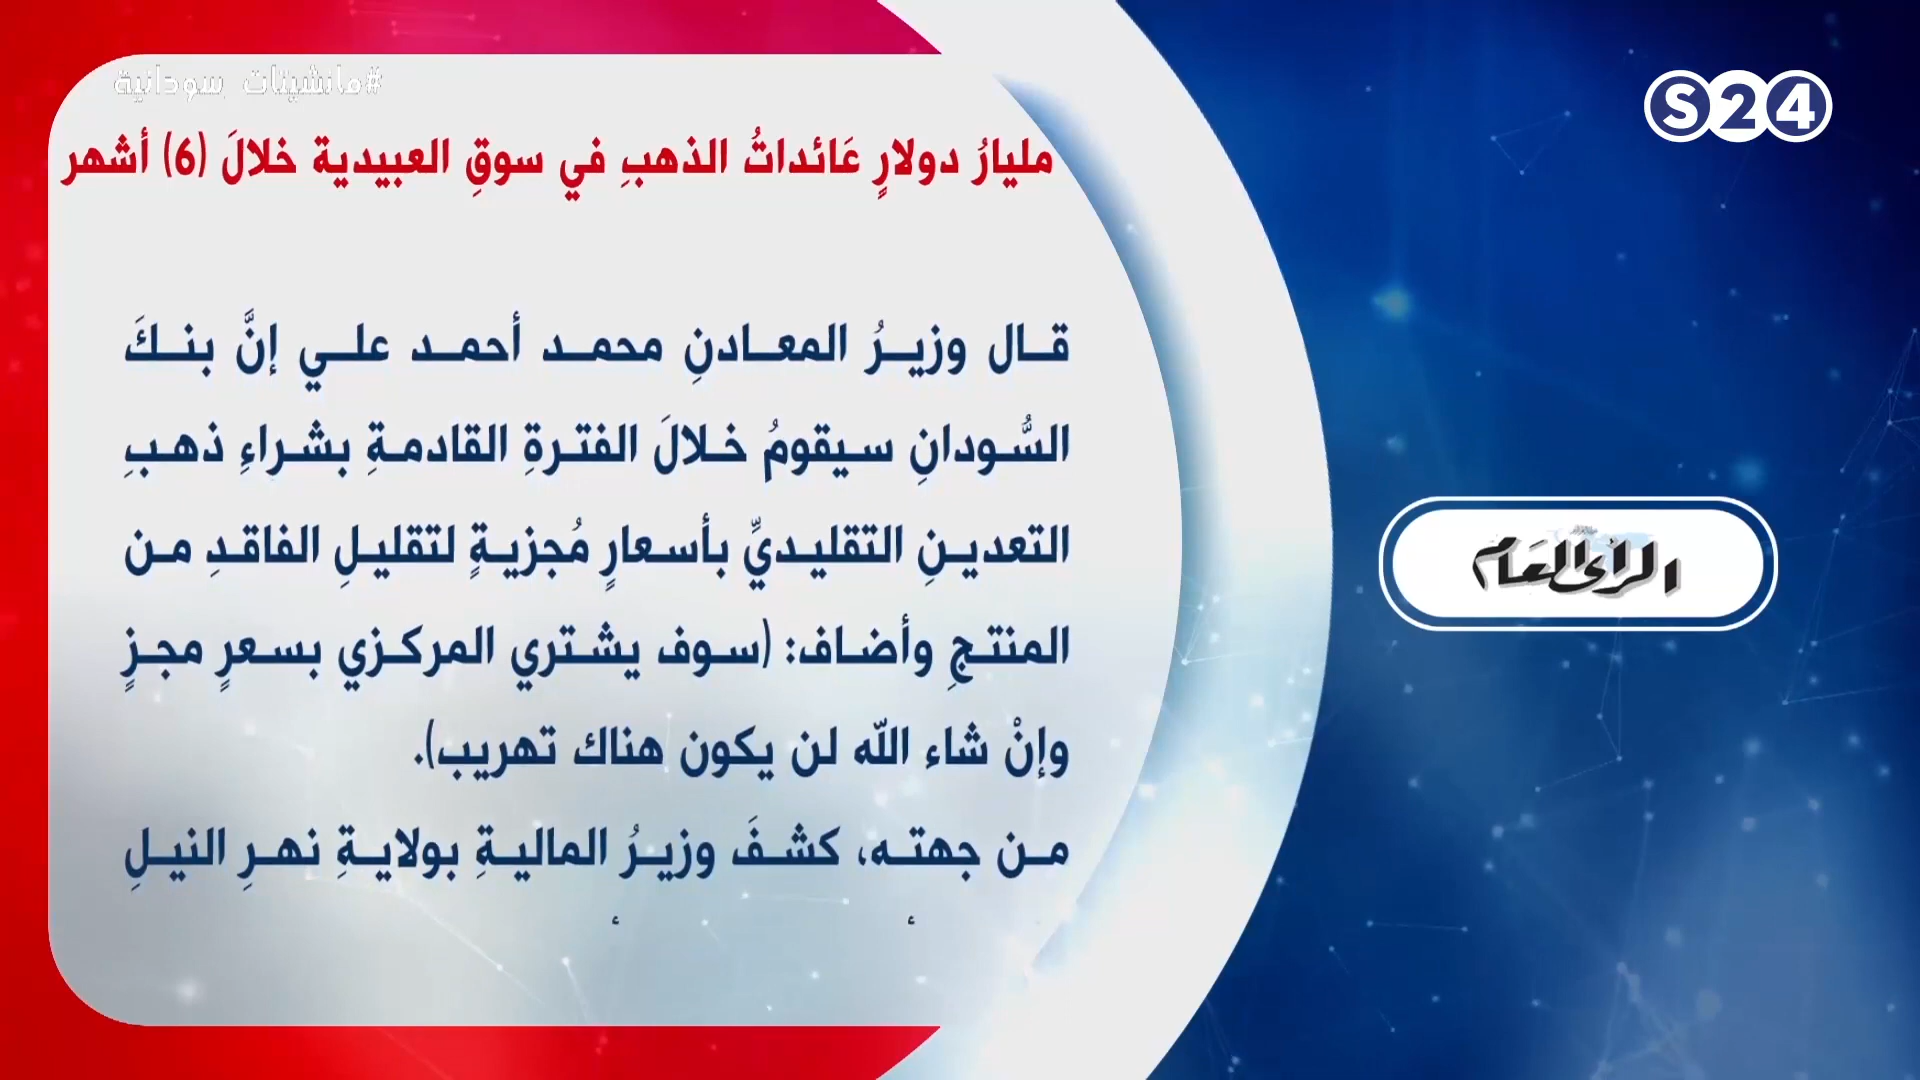 #مانشيتات سودانية
S24
مليارُ دولارٍ عَائداتُ الذهبِ في سوقِ العبيدية خلالَ (6) أشهر
قال وزيرُ المعادنِ محمد أحمد علي إنَّ بنكَ
السُّودانِ سيقومُ خلالَ الفترةِ القادمةِ بشراءِ ذهبِ
التعدينِ التقليديِّ بأسعارٍ مُجزيةٍ لتقليلِ الفاقدِ من
المنتجِ وأضاف: (سوف يشتري المركزي بسعرٍ مجزٍ
وإنْ شاء الله لن يكون هناك تهريب).
من جهته، كشفَ وزيرُ الماليةِ بولايةِ نهرِ النيلِ
الرأي العام